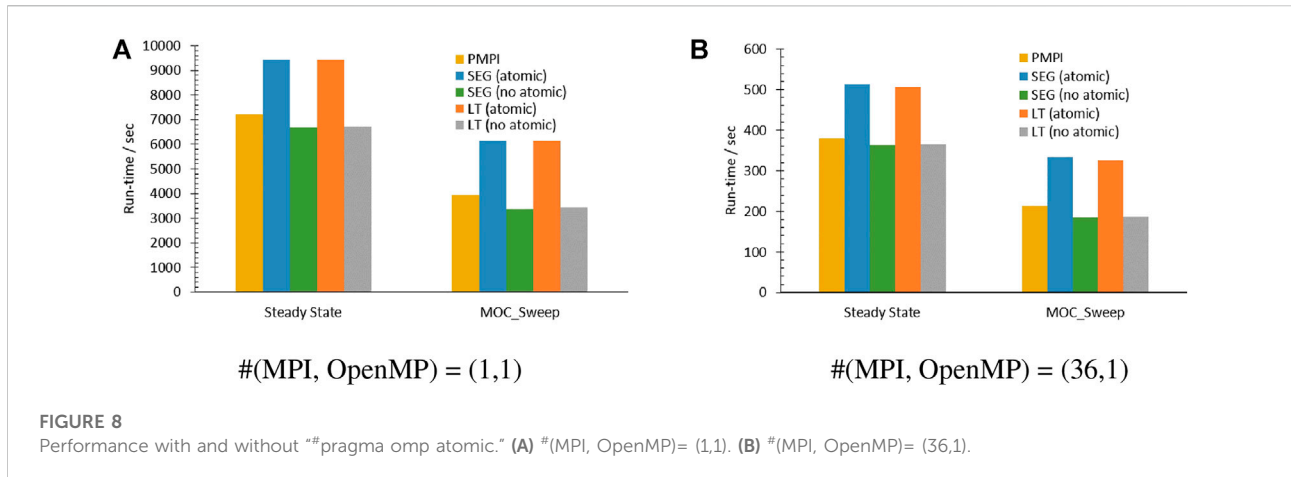 A
10000
9000
8000
7000
6000
5000
4000
3000
2000
1000
0
Run-time / sec
PMPI
SEG (atomic)
SEG (no atomic)
LT (atomic)
LT (no atomic)
Steady State
MOC_Sweep
#(MPI, OpenMP) = (1,1)
B
600
500
400
300
200
100
0
Run-time / sec
PMPI
SEG (atomic)
SEG (no atomic)
LT (atomic)
LT (no atomic)
Steady State
MOC_Sweep
#(MPI, OpenMP) = (36,1)
FIGURE 8
Performance with and without “#pragma omp atomic.” (A) #(MPI, OpenMP)= (1,1). (B) #(MPI, OpenMP)= (36,1).